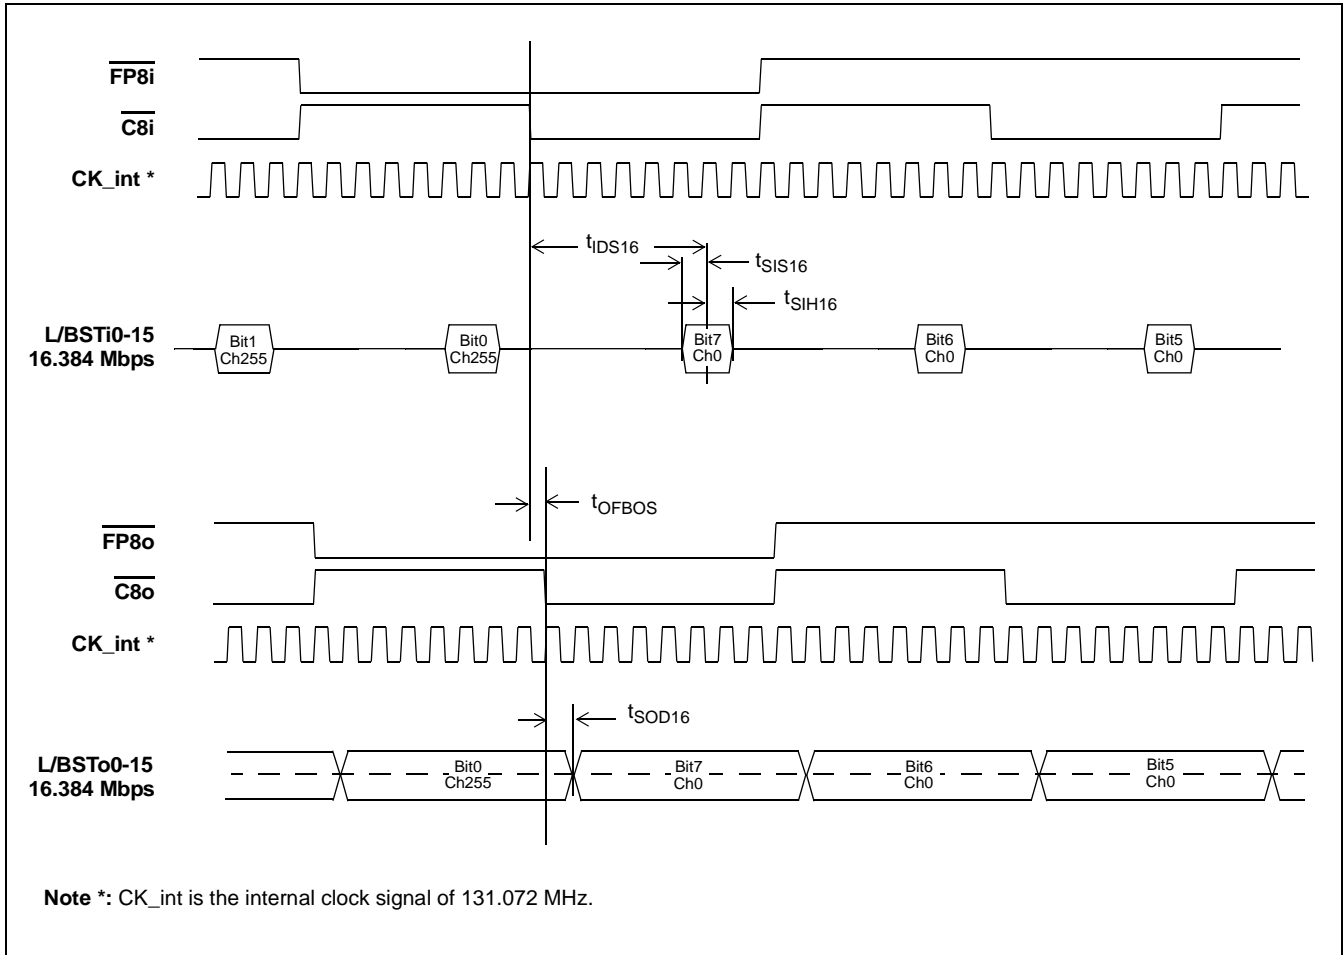 FP8i
C8i
CK_int *
tIDS16
tSIS16
tSIH16
L/BSTi0-15
16.384 Mbps
Bit1
Ch255
Bit0
Ch255
Bit7
Ch0
Bit6
Ch0
Bit5
Ch0
tOFBOS
FP8o
C8o
CK_int *
tSOD16
L/BSTo0-15
16.384 Mbps
Bit0
Ch255
Bit7
Ch0
Bit6
Ch0
Bit5
Ch0
Note *: CK_int is the internal clock signal of 131.072 MHz.